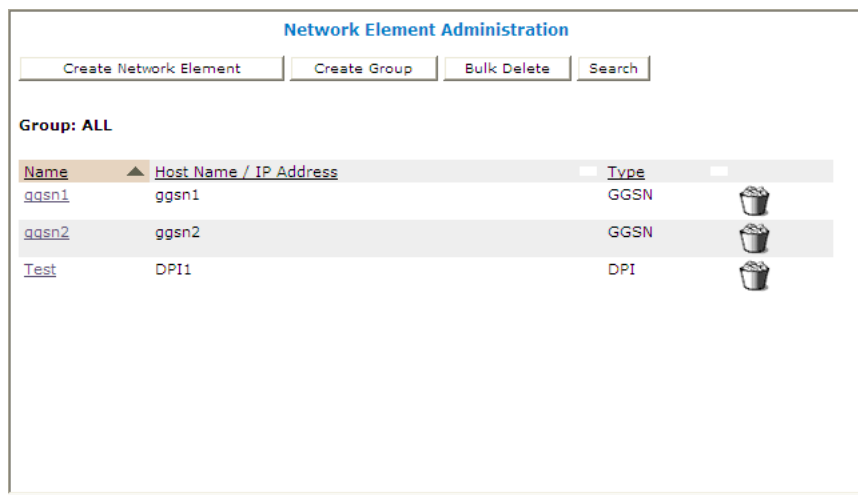 Network Element Administration
Create Network Element Create Group Bulk Delete Search
Group: ALL
Name Host Name / IP Address Type
ggsn1 ggsn1 GGSN
ggsn2 ggsn2 GGSN
Test DPI1 DPI